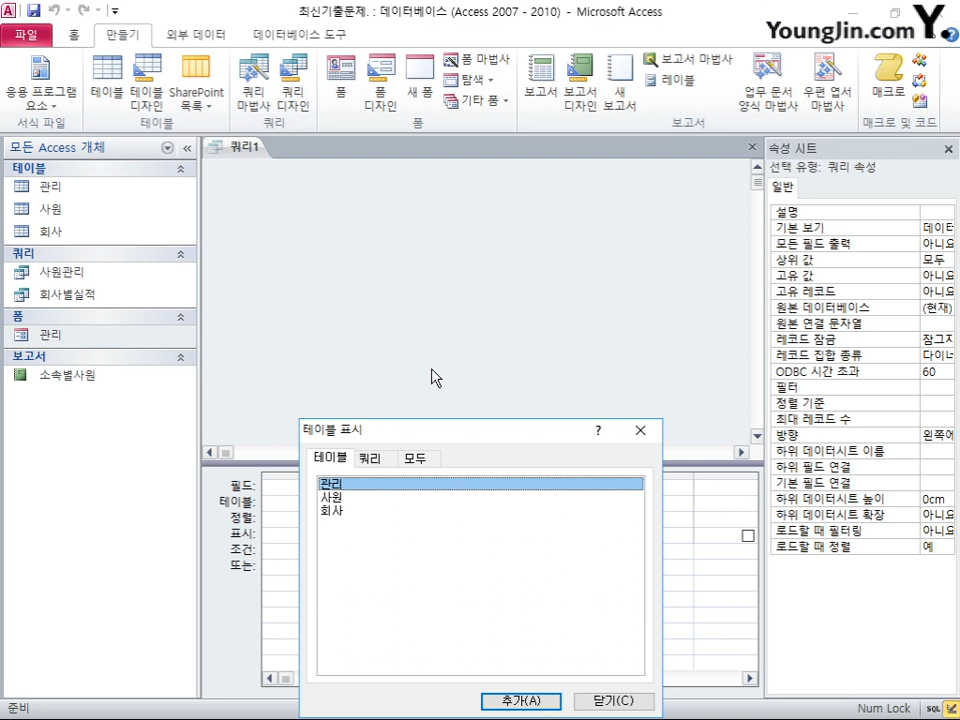 최신기출문제. : 데이터베이스 (Access 2007 - 2010) - Microsoft Access
YoungJin.com Y.
파일 홈 만들기 외부 데이터 데이터베이스 도구
응용 프로그램 요소
테이블
테이블 디자인
SharePoint 목록
쿼리 마법사
쿼리 디자인
폼
폼 디자인
새 폼
폼 마법사
탐색
기타 폼
보고서
보고서 디자인
새 보고서
보고서 마법사
레이블
업무 문서 양식 마법사
우편 엽서 마법사
매크로
서식 파일 테이블 쿼리 폼 보고서 매크로 및 코드
모든 Access 개체
테이블
관리
사원
회사
쿼리
사원관리
회사별실적
폼
관리
보고서
소속별사원
쿼리1
필드:
테이블:
정렬:
표시:
조건:
또는:
테이블 표시
테이블 쿼리 모두
관리
사원
회사
추가(A) 닫기(C)
속성 시트
선택 유형: 쿼리 속성
일반
설명
기본 보기 데이터
모든 필드 출력 아니요
상위 값 모두
고유 값 아니요
고유 레코드 아니요
원본 데이터베이스 (현재)
원본 연결 문자열
레코드 잠금 잠그지
레코드 집합 종류 다이너
ODBC 시간 초과 60
필터
정렬 기준
최대 레코드 수
방향 왼쪽에
하위 데이터시트 이름
하위 필드 연결
기본 필드 연결
하위 데이터시트 높이 0cm
하위 데이터시트 확장 아니요
로드할 때 필터링 아니요
로드할 때 정렬 예
준비
Num Lock SQL